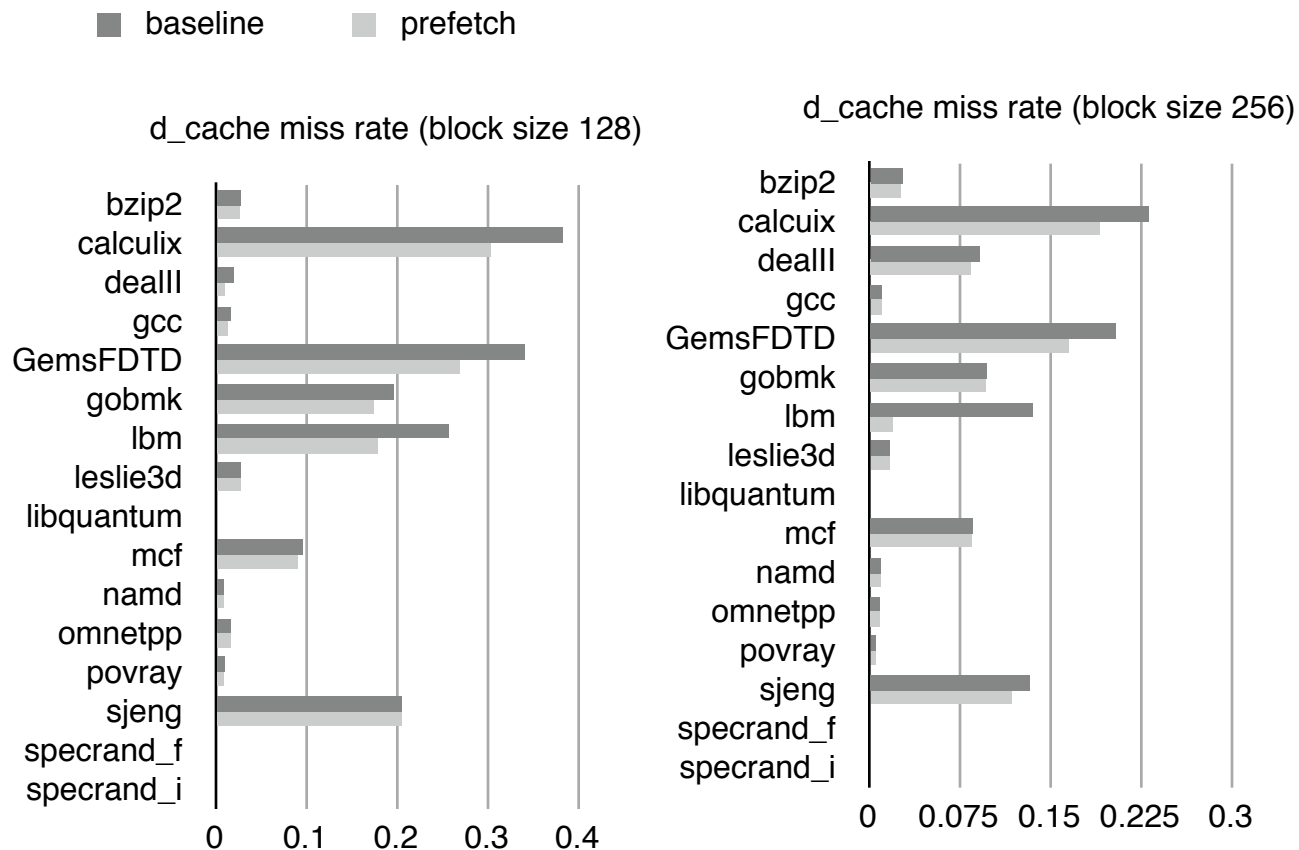 baseline prefetch
d_cache miss rate (block size 128)
bzip2
calculix
dealII
gcc
GemsFDTD
gobmk
lbm
leslie3d
libquantum
mcf
namd
omnetpp
povray
sjeng
specrand_f
specrand_i
0 0.1 0.2 0.3 0.4
d_cache miss rate (block size 256)
bzip2
calcuix
dealII
gcc
GemsFDTD
gobmk
lbm
leslie3d
libquantum
mcf
namd
omnetpp
povray
sjeng
specrand_f
specrand_i
0 0.075 0.15 0.225 0.3